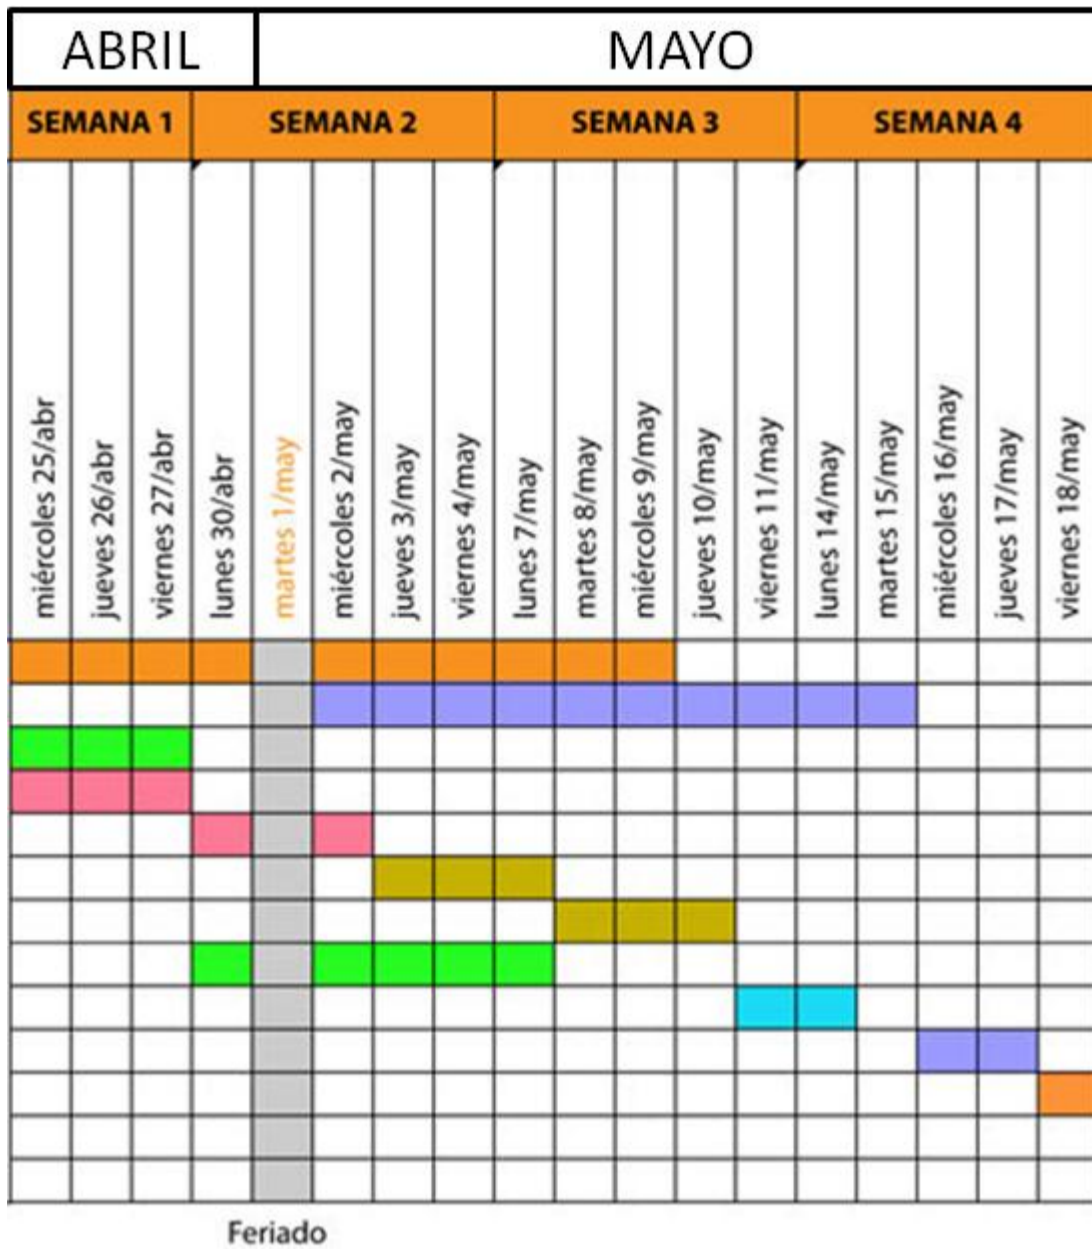 ABRIL
MAYO
SEMANA 1
SEMANA 2
SEMANA 3
SEMANA 4
miércoles 25/abr
jueves 26/abr
viernes 27/abr
lunes 30/abr
martes 1/may
miércoles 2/may
jueves 3/may
viernes 4/may
lunes 7/may
martes 8/may
miércoles 9/may
jueves 10/may
viernes 11/may
lunes 14/may
martes 15/may
miércoles 16/may
jueves 17/may
viernes 18/may
Feriado